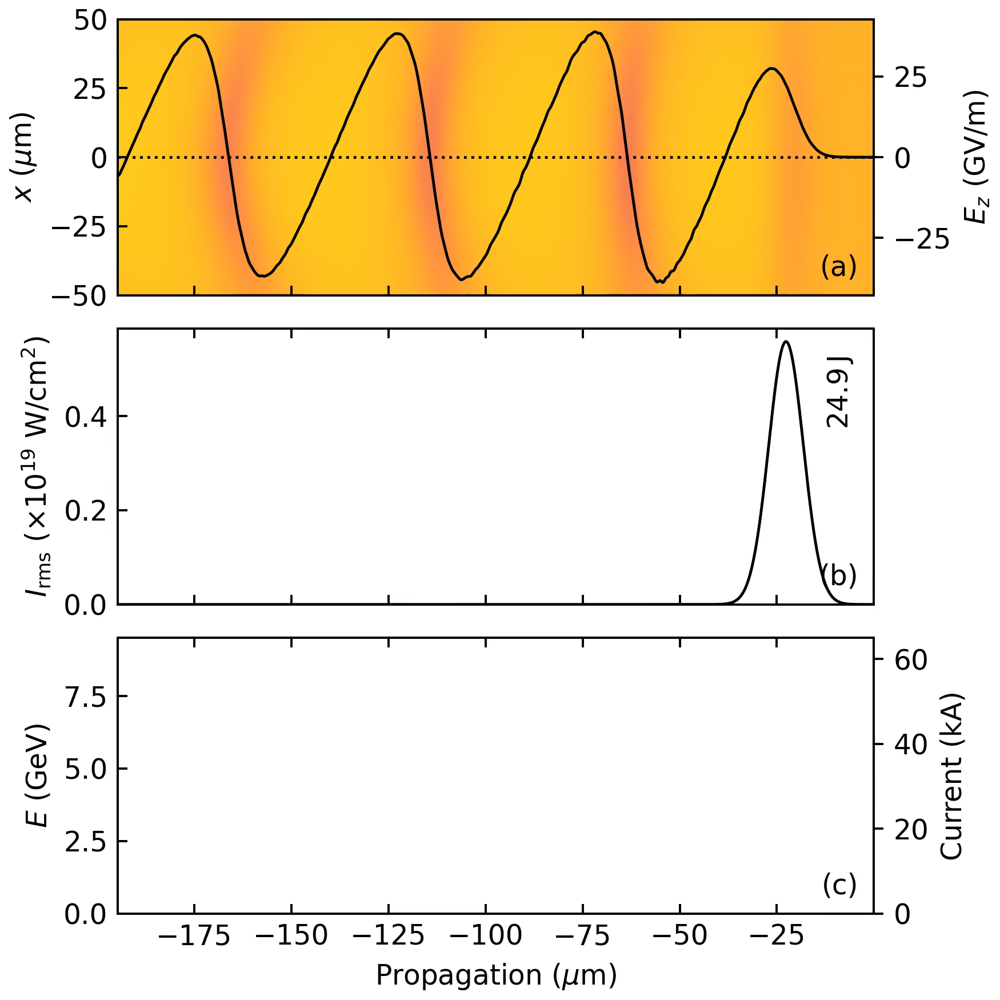 50
25
0
−25
−50
x (μm)
25
0
−25
E_z (GV/m)
(a)
0.4
0.2
0.0
I_rms (×10^19 W/cm^2)
24.9 J
(b)
7.5
5.0
2.5
0.0
E (GeV)
60
40
20
0
Current (kA)
(c)
−175 −150 −125 −100 −75 −50 −25
Propagation (μm)